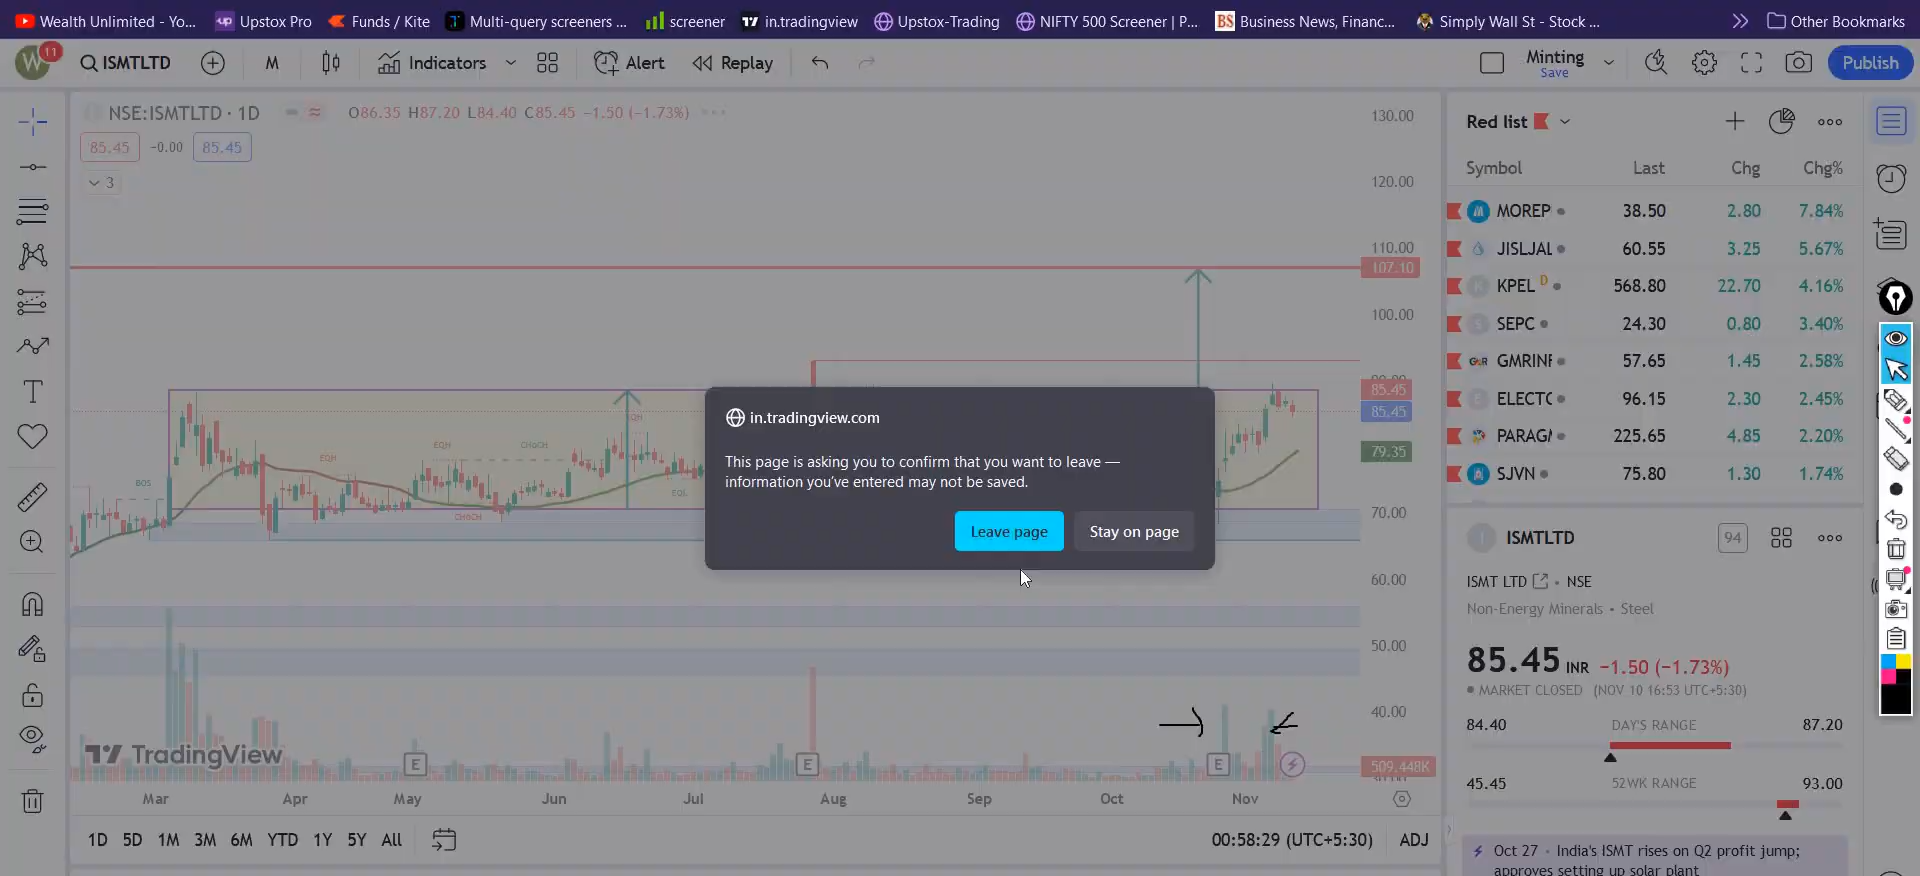 Wealth Unlimited - Yo...
up Upstox Pro
Funds / Kite
Multi-query screeners ...
screener
in.tradingview
Upstox-Trading
NIFTY 500 Screener | P...
BS Business News, Financ...
Simply Wall St - Stock ...
Other Bookmarks
W 11
ISMTLTD
M
Indicators
Alert
Replay
Minting
Save
Publish
NSE:ISMTLTD · 1D
O86.35 H87.20 L84.40 C85.45 −1.50 (−1.73%)
85.45 -0.00 85.45
3
130.00
120.00
110.00
107.10
100.00
85.45
85.45
79.35
70.00
60.00
50.00
40.00
509.448K
BOS
EQH
EQH
CHoCH
CHoCH
EQH
EQL
in.tradingview.com
This page is asking you to confirm that you want to leave —
information you've entered may not be saved.
Leave page
Stay on page
TradingView
E
E
E
Mar Apr May Jun Jul Aug Sep Oct Nov
1D 5D 1M 3M 6M YTD 1Y 5Y All
00:58:29 (UTC+5:30)
ADJ
Red list
Symbol Last Chg Chg%
MOREP 38.50 2.80 7.84%
JISLJAL 60.55 3.25 5.67%
KPEL D 568.80 22.70 4.16%
SEPC 24.30 0.80 3.40%
GMRINF 57.65 1.45 2.58%
ELECTC 96.15 2.30 2.45%
PARAGM 225.65 4.85 2.20%
SJVN 75.80 1.30 1.74%
ISMTLTD
94
ISMT LTD · NSE
Non-Energy Minerals • Steel
85.45 INR −1.50 (−1.73%)
MARKET CLOSED (NOV 10 16:53 UTC+5:30)
84.40 DAY'S RANGE 87.20
45.45 52WK RANGE 93.00
Oct 27 · India's ISMT rises on Q2 profit jump;
approves setting up solar plant